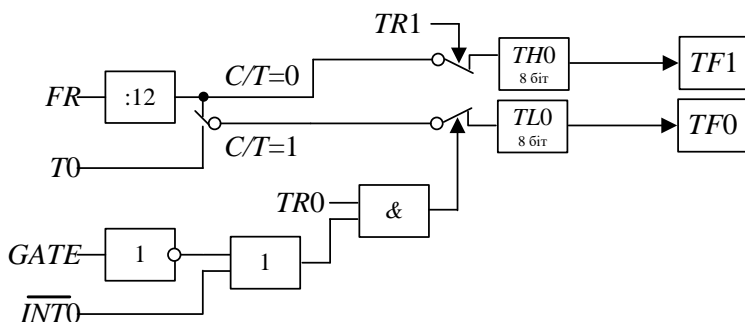 TR1
TH0
8 біт
TF1
C/T=0
FR
:12
TL0
8 біт
TF0
C/T=1
T0
TR0
&
GATE
1
1
INT0